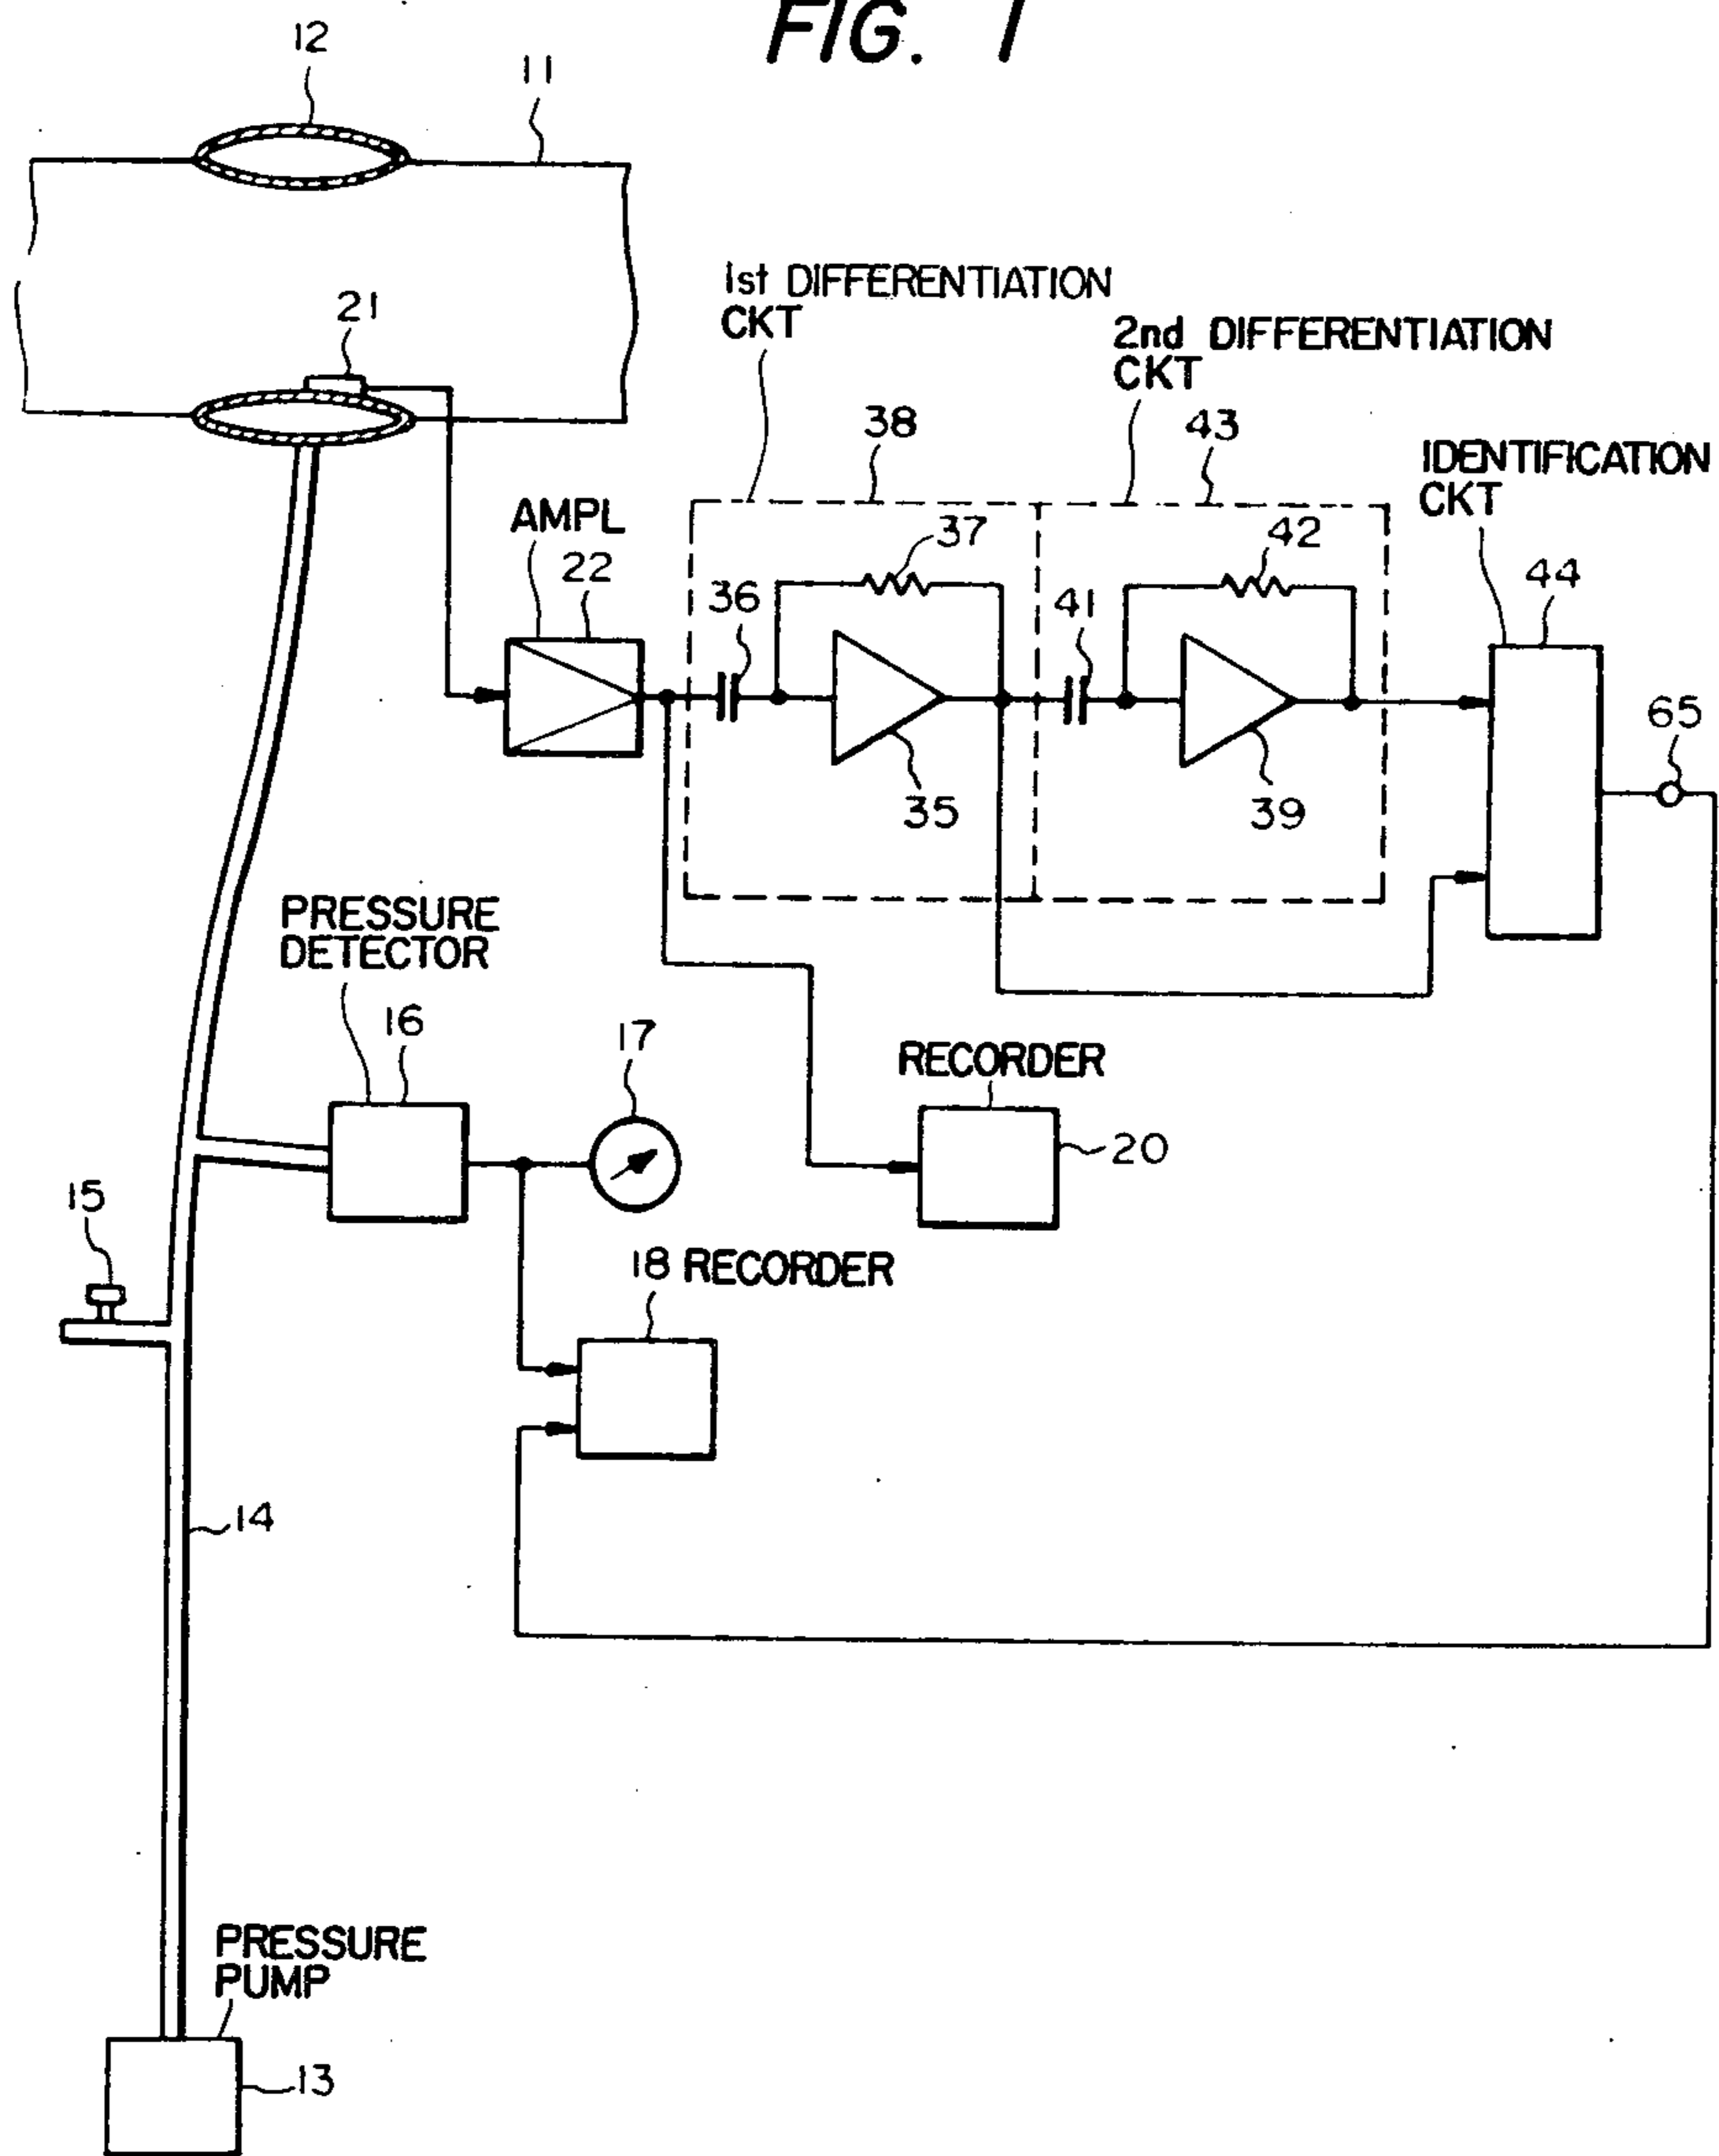 FIG. 1
12
11
21
1st DIFFERENTIATION
CKT
2nd DIFFERENTIATION
CKT
38
43
IDENTIFICATION
CKT
AMPL
22
37
42
44
36
41
65
35
39
PRESSURE
DETECTOR
16
17
RECORDER
20
15
18 RECORDER
14
PRESSURE
PUMP
13